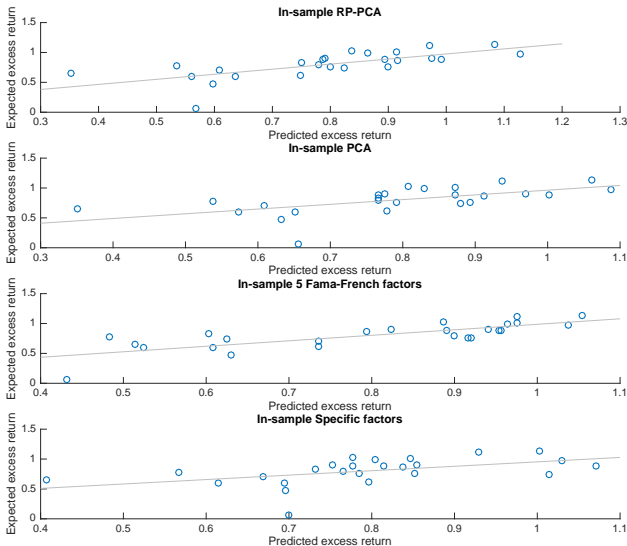 In-sample RP-PCA
Expected excess return
1.5
1
0.5
0
0.3 0.4 0.5 0.6 0.7 0.8 0.9 1 1.1 1.2 1.3
Predicted excess return
In-sample PCA
Expected excess return
1.5
1
0.5
0
0.3 0.4 0.5 0.6 0.7 0.8 0.9 1 1.1
Predicted excess return
In-sample 5 Fama-French factors
Expected excess return
1.5
1
0.5
0
0.4 0.5 0.6 0.7 0.8 0.9 1 1.1
Predicted excess return
In-sample Specific factors
Expected excess return
1.5
1
0.5
0
0.4 0.5 0.6 0.7 0.8 0.9 1 1.1
Predicted excess return